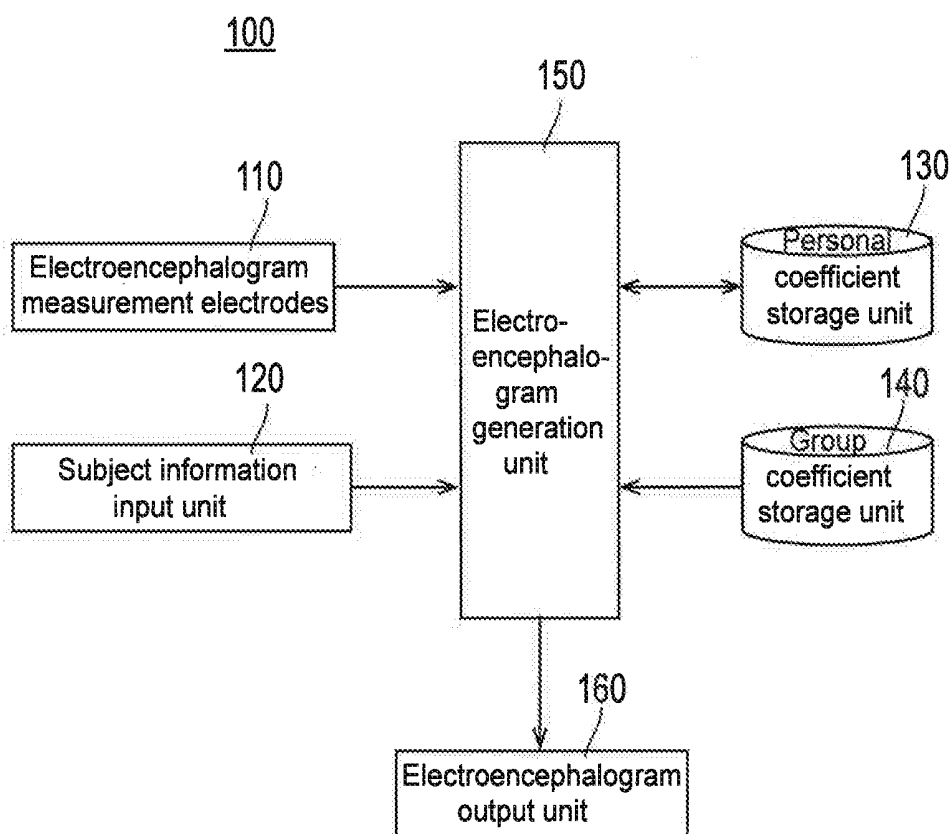 100
150
110
130
Electroencephalogram
measurement electrodes
Personal
coefficient
storage unit
Electro-
encephalo-
gram
generation
unit
120
140
Subject information
input unit
Group
coefficient
storage unit
160
Electroencephalogram
output unit